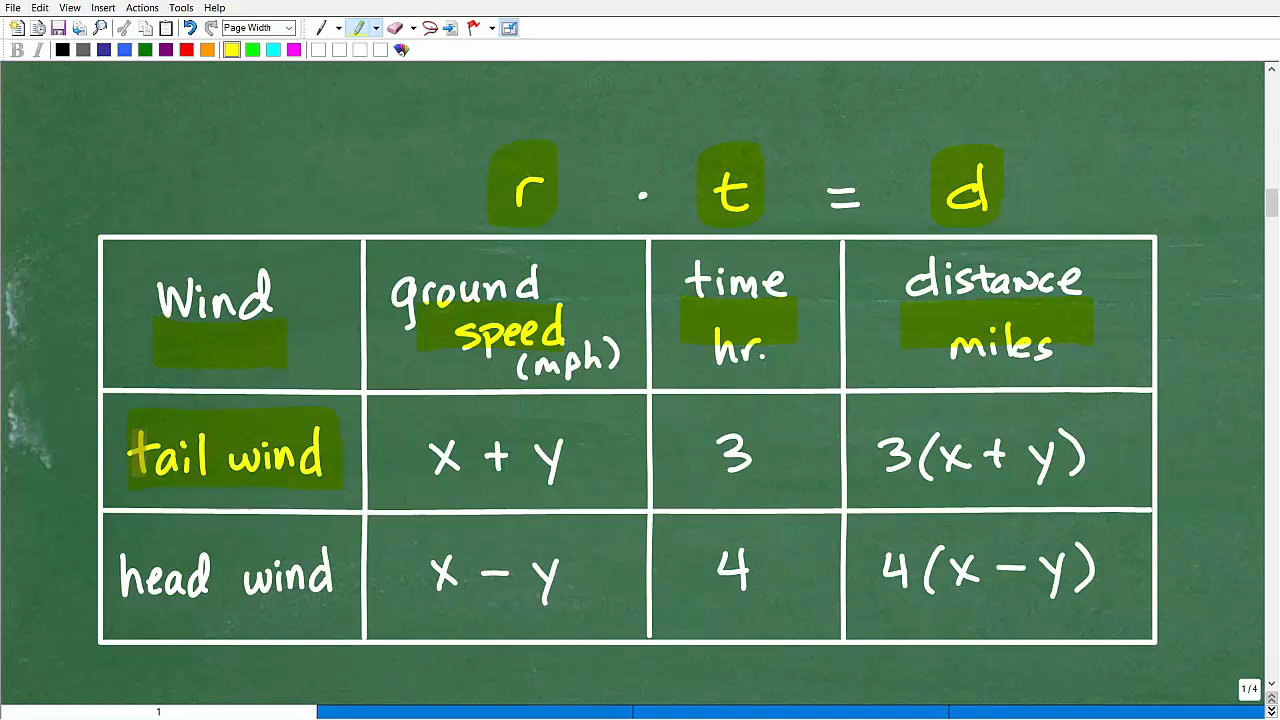 File Edit View Insert Actions Tools Help
Page Width
B I
r · t = d
Wind
ground
speed
(mph)
time
hr.
distance
miles
tail wind x + y 3 3(x + y)
head wind x - y 4 4(x - y)
1/4
1